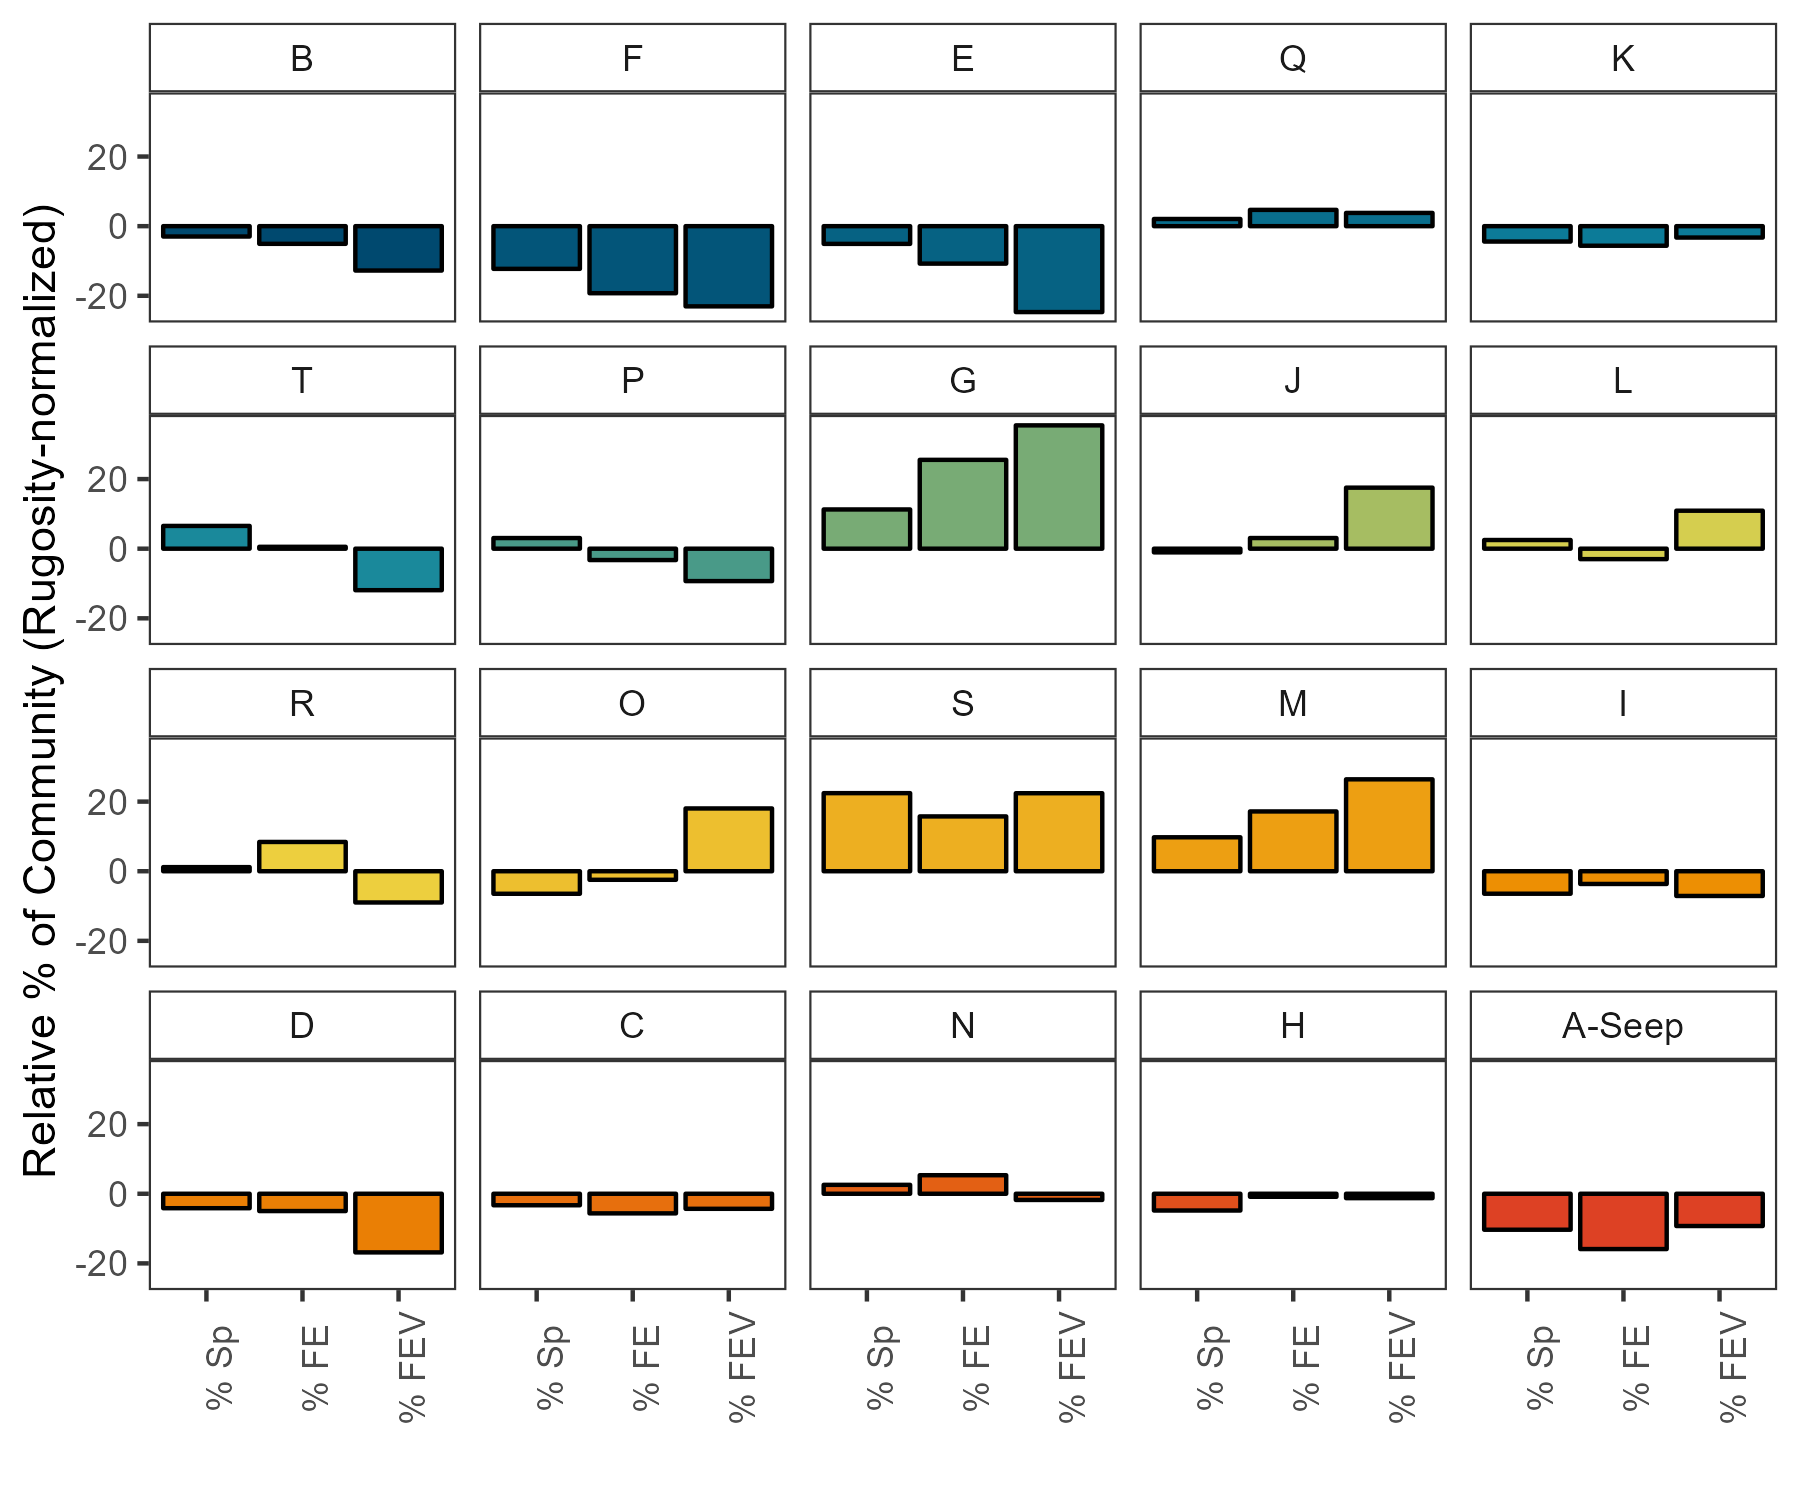 Relative % of Community (Rugosity-normalized)
B F E Q K
20
0
-20
T P G J L
20
0
-20
R O S M I
20
0
-20
D C N H A-Seep
20
0
-20
% Sp % FE % FEV % Sp % FE % FEV % Sp % FE % FEV % Sp % FE % FEV % Sp % FE % FEV